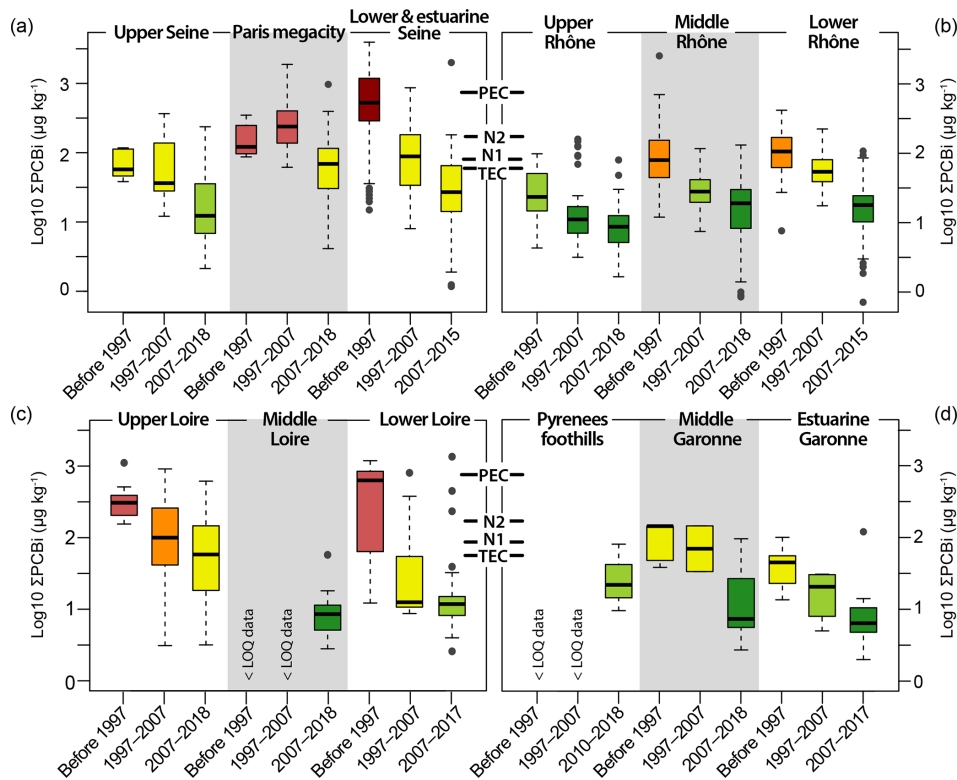 (a)
Upper Seine
Paris megacity
Lower & estuarine
Seine
Upper
Rhône
Middle
Rhône
Lower
Rhône
(b)
Log10 ΣPCBi (µg kg⁻¹)
3
2
1
0
PEC
N2
N1
TEC
3
2
1
0
Log10 ΣPCBi (µg kg⁻¹)
Before 1997
1997–2007
2007–2018
Before 1997
1997–2007
2007–2018
Before 1997
1997–2007
2007–2015
Before 1997
1997–2007
2007–2018
Before 1997
1997–2007
2007–2018
Before 1997
1997–2007
2007–2015
(c)
Upper Loire
Middle
Loire
Lower Loire
Pyrenees
foothills
Middle
Garonne
Estuarine
Garonne
(d)
Log10 ΣPCBi (µg kg⁻¹)
3
2
1
0
< LOQ data
< LOQ data
PEC
N2
N1
TEC
< LOQ data
< LOQ data
3
2
1
0
Log10 ΣPCBi (µg kg⁻¹)
Before 1997
1997–2007
2007–2018
Before 1997
1997–2007
2007–2018
Before 1997
1997–2007
2007–2017
Before 1997
1997–2007
2010–2018
Before 1997
1997–2007
2007–2018
Before 1997
1997–2007
2007–2017